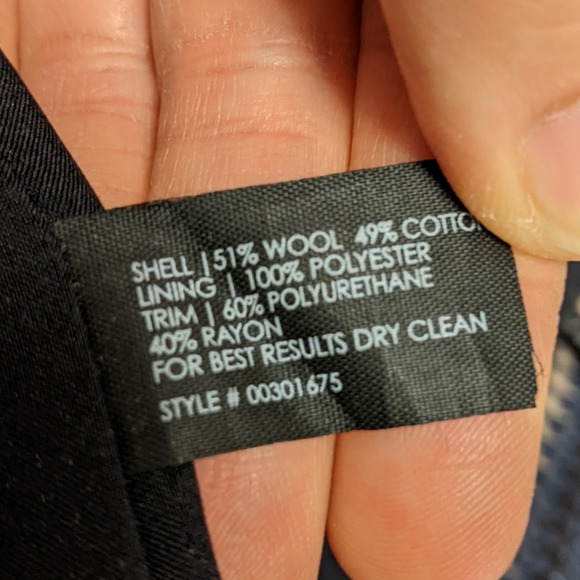 SHELL | 51% WOOL 49% COTTON
LINING | 100% POLYESTER
TRIM | 60% POLYURETHANE
40% RAYON
FOR BEST RESULTS DRY CLEAN
STYLE # 00301675